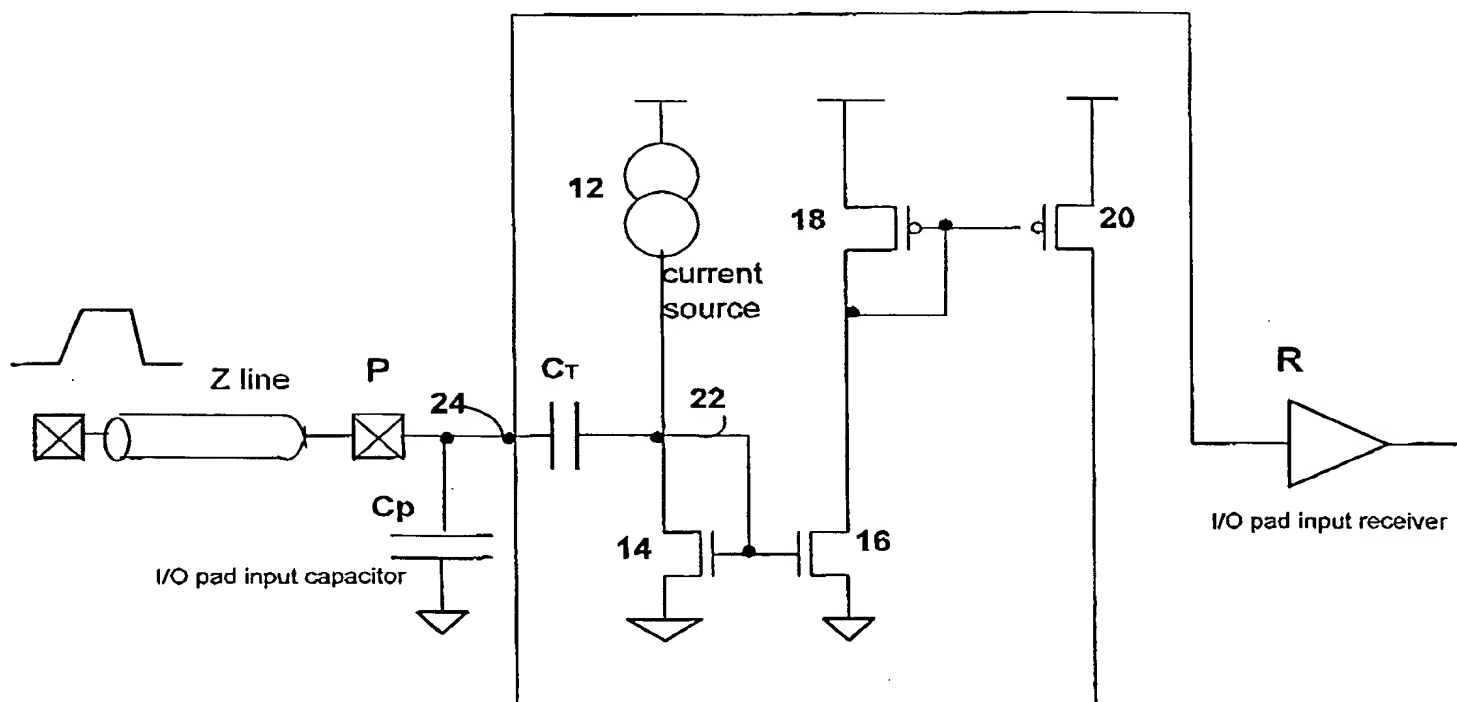 12
18
20
current
source
Z line
P
24
CT
22
R
Cp
14
16
I/O pad input capacitor
I/O pad input receiver